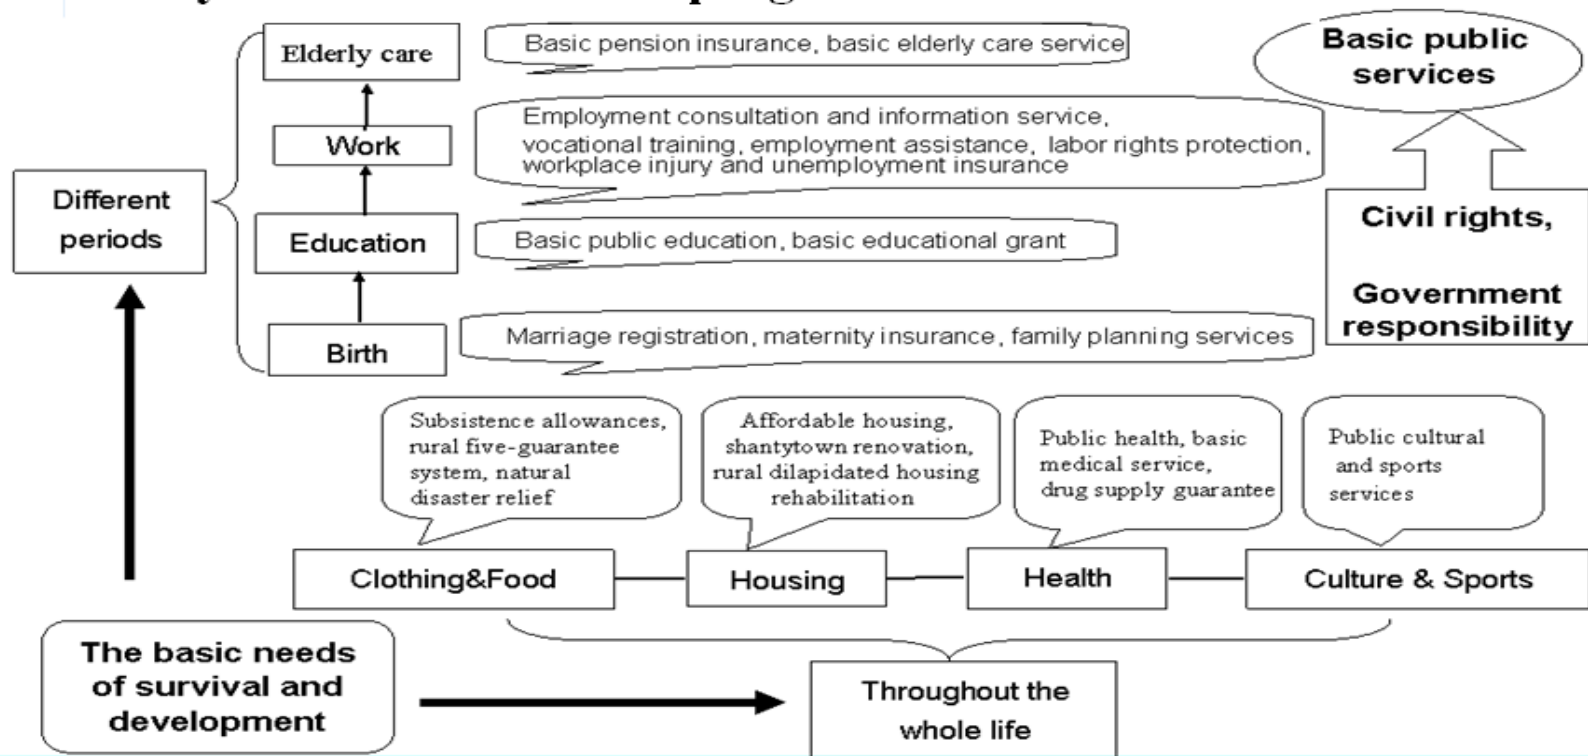 Elderly care
Basic pension insurance, basic elderly care service
Basic public
services
Work
Employment consultation and information service,
vocational training, employment assistance, labor rights protection,
workplace injury and unemployment insurance
Different
periods
Education
Basic public education, basic educational grant
Civil rights,
Government
responsibility
Birth
Marriage registration, maternity insurance, family planning services
Subsistence allowances,
rural five-guarantee
system, natural
disaster relief
Affordable housing,
shantytown renovation,
rural dilapidated housing
rehabilitation
Public health, basic
medical service,
drug supply guarantee
Public cultural
and sports
services
Clothing&Food
Housing
Health
Culture & Sports
The basic needs
of survival and
development
Throughout the
whole life